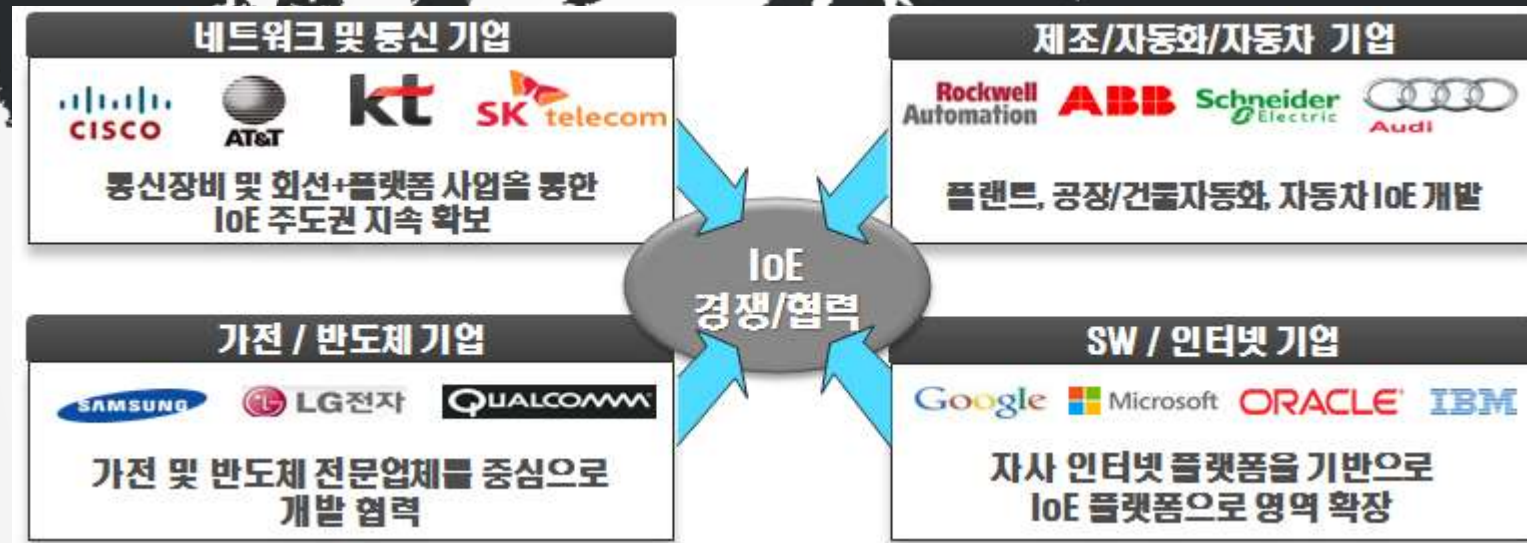 네트워크 및 통신 기업
CISCO
AT&T
kt
SK telecom
통신장비 및 회선+플랫폼 사업을 통한
IoE 주도권 지속 확보
제조/자동화/자동차 기업
Rockwell
Automation
ABB
Schneider
Electric
Audi
플랜트, 공장/건물자동화, 자동차 IoE 개발
IoE
경쟁/협력
가전 / 반도체 기업
SAMSUNG
LG전자
QUALCOMM
가전 및 반도체 전문업체를 중심으로
개발 협력
SW / 인터넷 기업
Google
Microsoft
ORACLE
IBM
자사 인터넷 플랫폼을 기반으로
IoE 플랫폼으로 영역 확장